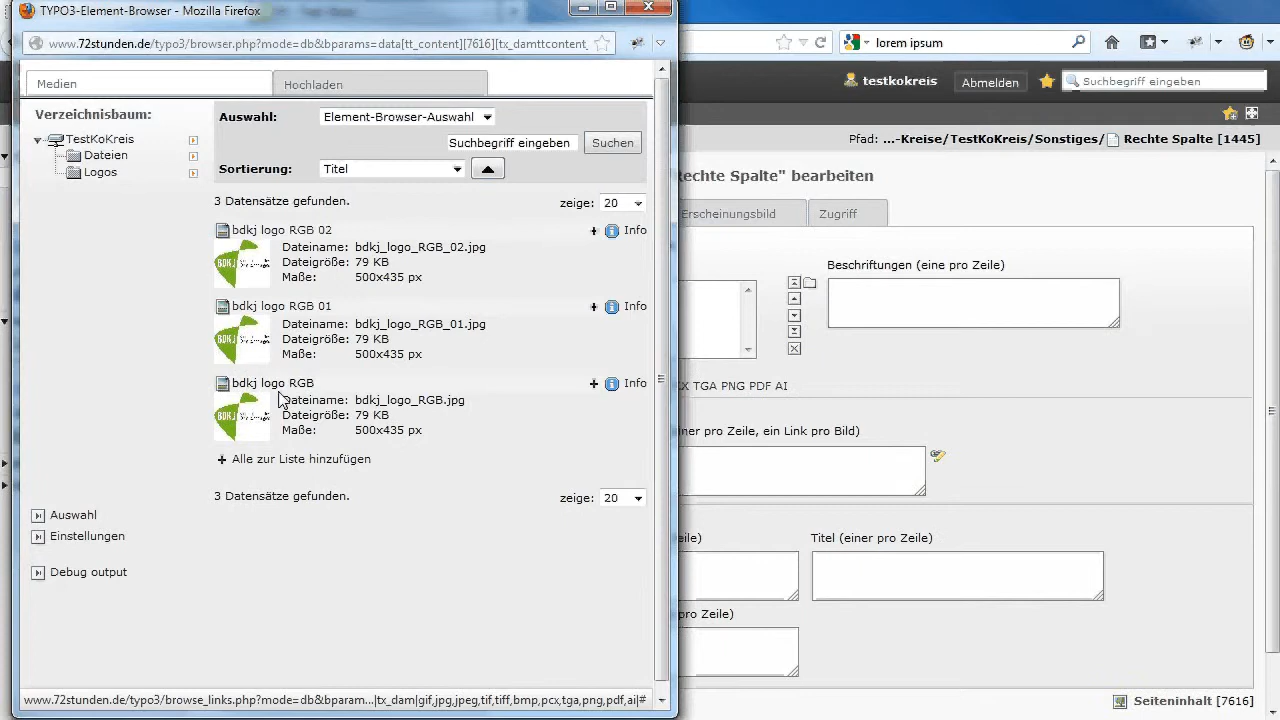 TYPO3-Element-Browser - Mozilla Firefox
www.72stunden.de/typo3/browser.php?mode=db&bparams=data[tt_content][7616][tx_damttcontent_
lorem ipsum
testkokreis
Abmelden
Suchbegriff eingeben
Pfad: ...-Kreise/TestKoKreis/Sonstiges/ Rechte Spalte [1445]
Medien
Hochladen
Verzeichnisbaum:
TestKoKreis
Dateien
Logos
Auswahl:
Element-Browser-Auswahl
Suchbegriff eingeben
Suchen
Sortierung:
Titel
3 Datensätze gefunden.
zeige: 20
bdkj logo RGB 02
Info
Dateiname: bdkj_logo_RGB_02.jpg
Dateigröße: 79 KB
Maße: 500x435 px
bdkj logo RGB 01
Info
Dateiname: bdkj_logo_RGB_01.jpg
Dateigröße: 79 KB
Maße: 500x435 px
bdkj logo RGB
Info
Dateiname: bdkj_logo_RGB.jpg
Dateigröße: 79 KB
Maße: 500x435 px
Alle zur Liste hinzufügen
3 Datensätze gefunden.
zeige: 20
Auswahl
Einstellungen
Debug output
www.72stunden.de/typo3/browse_links.php?mode=db&bparam...|tx_dam|gif,jpg,jpeg,tif,tiff,bmp,pcx,tga,png,pdf,ai|#
Rechte Spalte" bearbeiten
Erscheinungsbild
Zugriff
Beschriftungen (eine pro Zeile)
CX TGA PNG PDF AI
ner pro Zeile, ein Link pro Bild)
eile)
Titel (einer pro Zeile)
pro Zeile)
Seiteninhalt [7616]